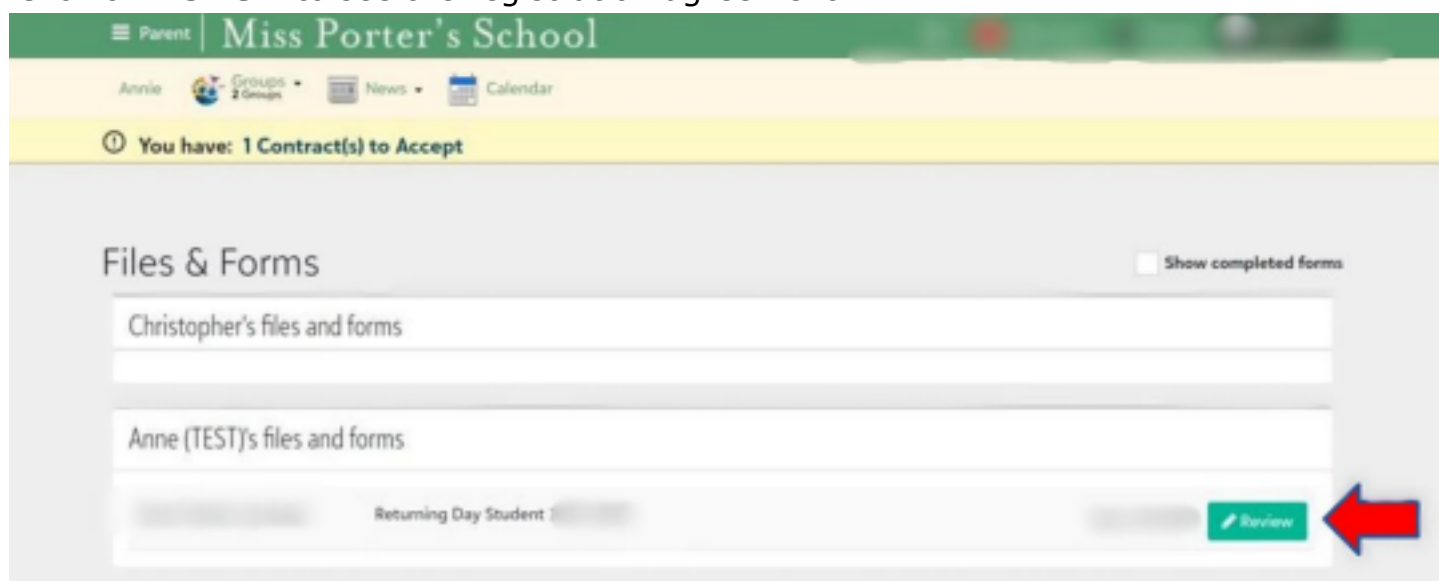 Parent Miss Porter's School
Annie Groups 2 Groups News Calendar
You have: 1 Contract(s) to Accept
Files & Forms Show completed forms
Christopher's files and forms
Anne (TEST)'s files and forms
Returning Day Student Review